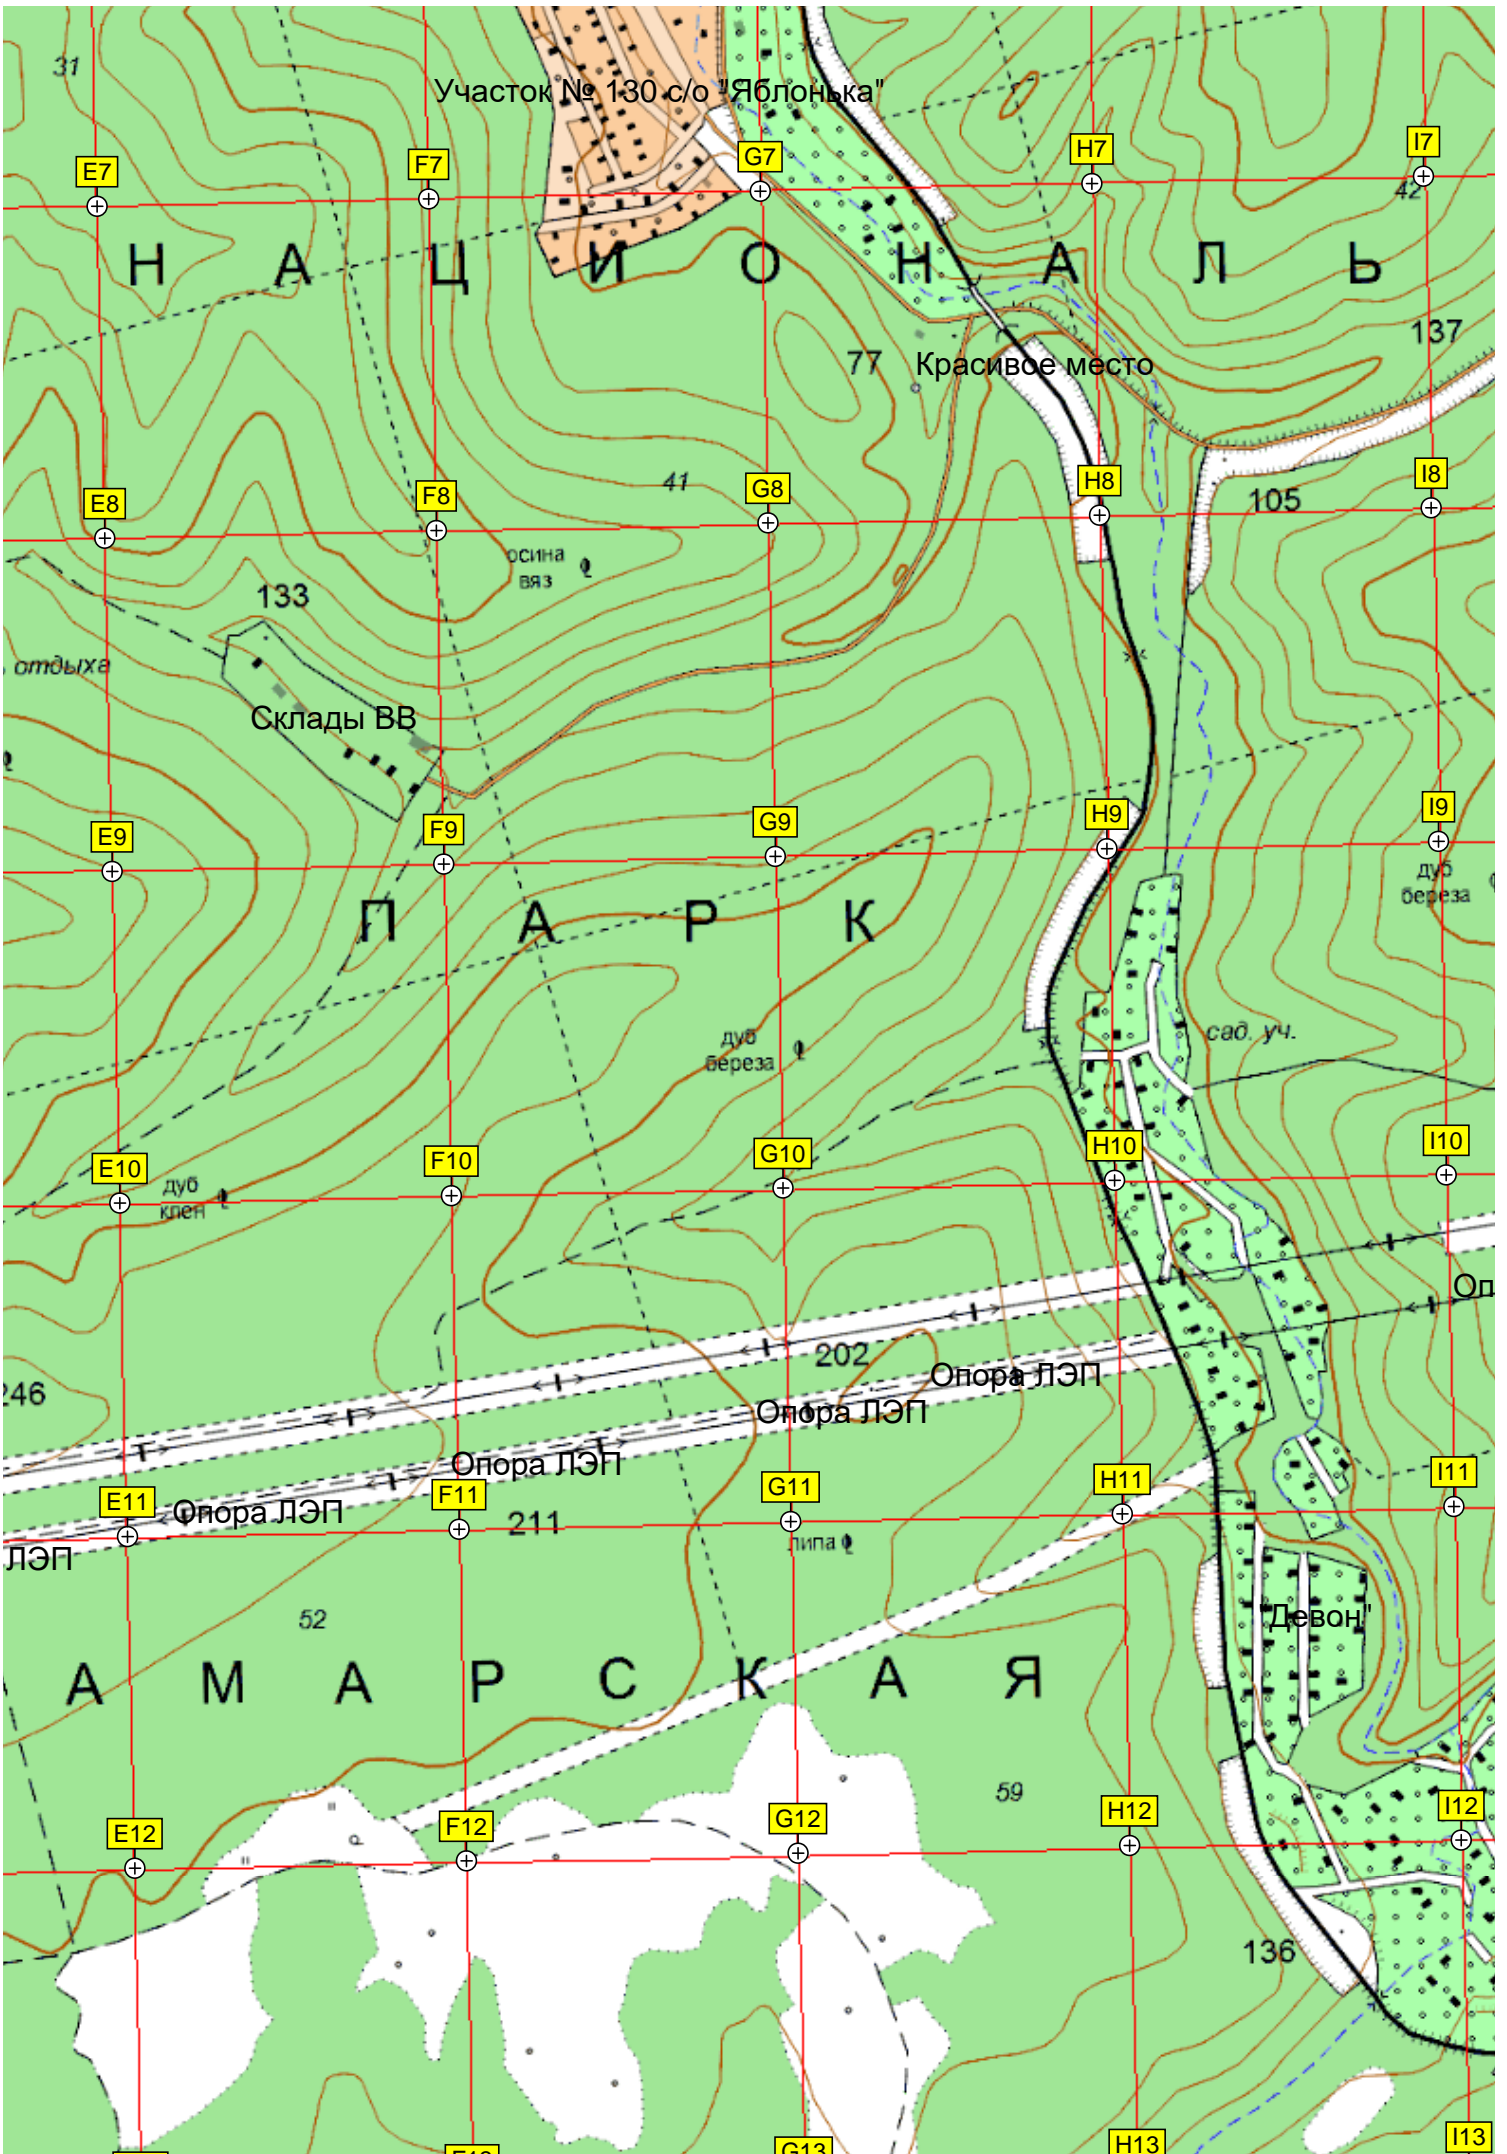 31
Участок № 130 с/о "Яблонька"
E7
F7
G7
H7
I7
42
Н А Ц И О Н А Л Ь
137
77
Красивое место
41
E8
F8
G8
H8
I8
105
осина
вяз
133
отдыха
Склады ВВ
E9
F9
G9
H9
I9
дуб
береза
П А Р К
сад. уч.
дуб
береза
E10
F10
G10
H10
I10
дуб
клен
202
246
Опора ЛЭП
Опора ЛЭП
Опора ЛЭП
E11
F11
G11
H11
I11
Опора ЛЭП
211
липа
ЛЭП
52
"Девон"
А М А Р С К А Я
59
E12
F12
G12
H12
I12
136
G13
H13
I13